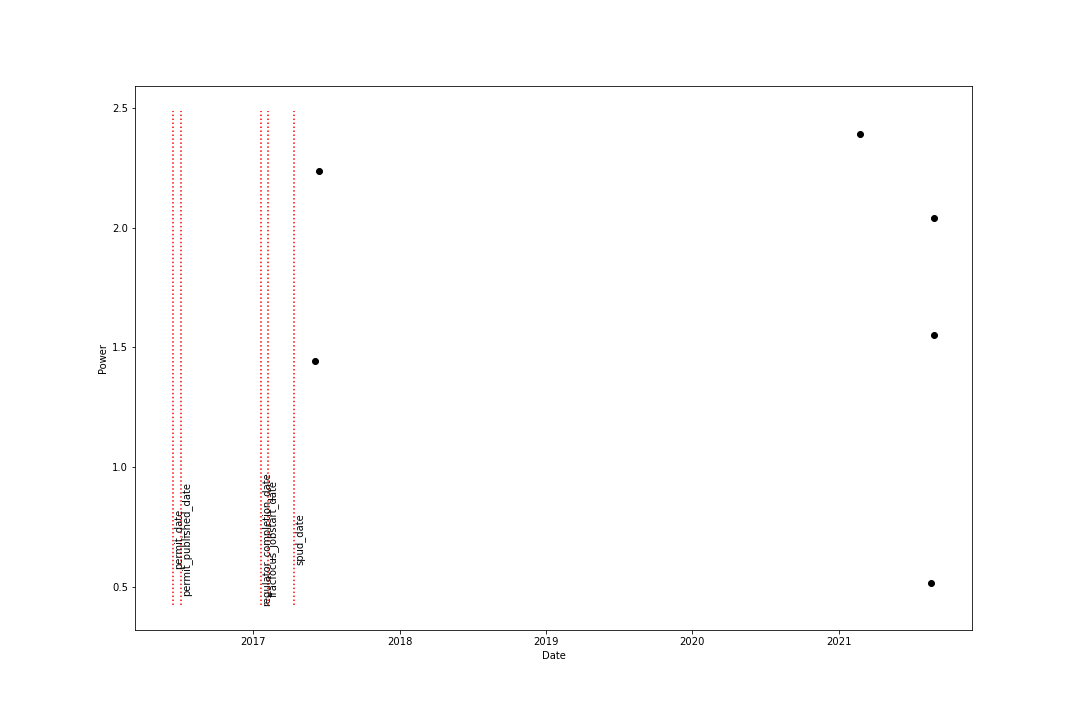 2.5
2.0
1.5
1.0
0.5
Power
permit_date
permit_published_date
regulator_completion_date
fracfocus_jobstart_date
spud_date
2017 2018 2019 2020 2021
Date